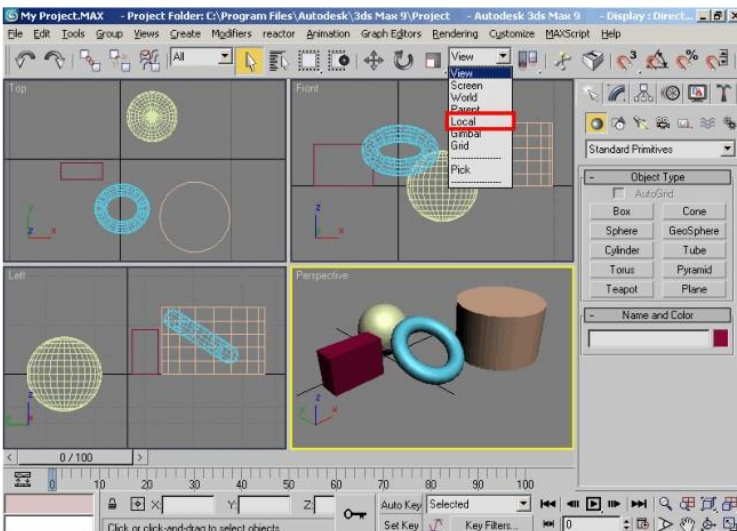 My Project.MAX - Project Folder: C:\Program Files\Autodesk\3ds Max 9\Project - Autodesk 3ds Max 9 - Display : Direct...
File Edit Tools Group Views Create Modifiers reactor Animation Graph Editors Rendering Customize MAXScript Help
All View
View
Screen
World
Parent
Local
Gimbal
Grid
Pick
Top
Front
Left
Perspective
Standard Primitives
- Object Type
AutoGrid
Box Cone
Sphere GeoSphere
Cylinder Tube
Torus Pyramid
Teapot Plane
- Name and Color
y
z x
z
x
z
y
z
y x
< 0 / 100 >
0 10 20 30 40 50 60 70 80 90 100
X: Y: Z: Auto Key Selected
Click or click-and-drag to select objects Set Key Key Filters... 0